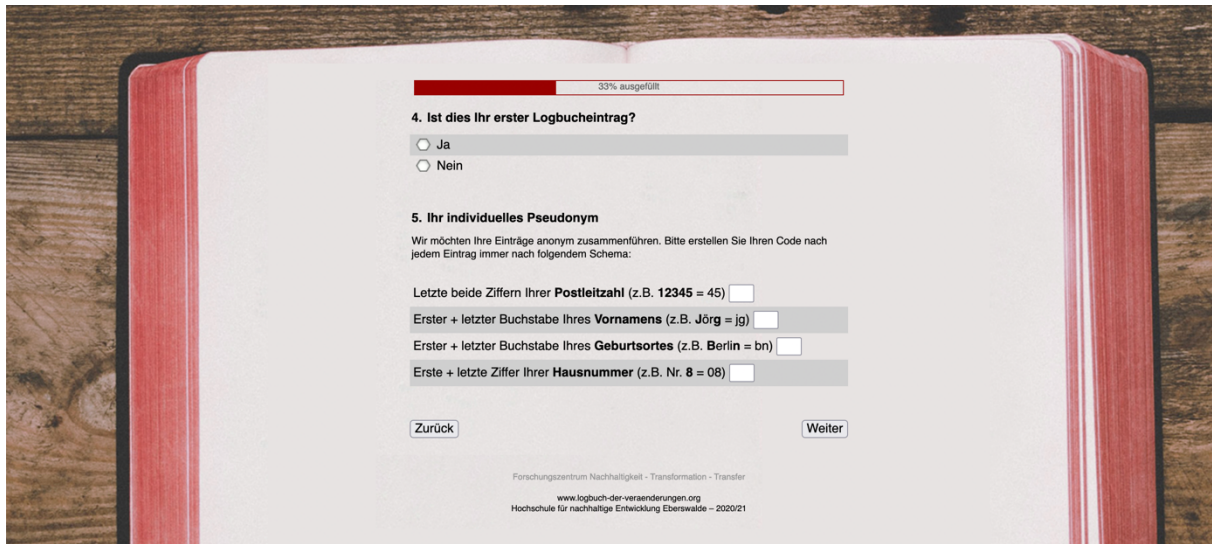 33% ausgefüllt
4. Ist dies Ihr erster Logbucheintrag?
Ja
Nein
5. Ihr individuelles Pseudonym
Wir möchten Ihre Einträge anonym zusammenführen. Bitte erstellen Sie Ihren Code nach
jedem Eintrag immer nach folgendem Schema:
Letzte beide Ziffern Ihrer Postleitzahl (z.B. 12345 = 45)
Erster + letzter Buchstabe Ihres Vornamens (z.B. Jörg = jg)
Erster + letzter Buchstabe Ihres Geburtsortes (z.B. Berlin = bn)
Erste + letzte Ziffer Ihrer Hausnummer (z.B. Nr. 8 = 08)
Zurück
Weiter
Forschungszentrum Nachhaltigkeit - Transformation - Transfer
www.logbuch-der-veraenderungen.org
Hochschule für nachhaltige Entwicklung Eberswalde – 2020/21